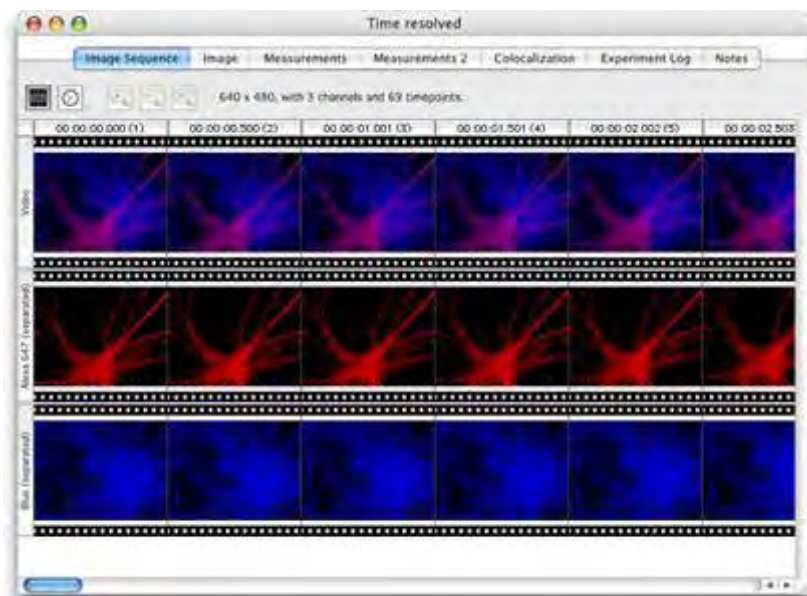 Time resolved
Image Sequence Image Measurements Measurements 2 Colocalization Experiment Log Notes
640 x 480, with 3 channels and 69 timepoints.
00:00:00.000 (1) 00:00:00.500 (2) 00:00:01.001 (3) 00:00:01.501 (4) 00:00:02.002 (5) 00:00:02.503
Video
Alexa 647 (separated)
Blue (separated)